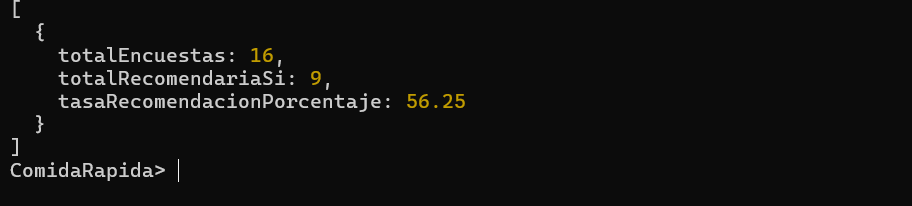 [
  {
    totalEncuestas: 16,
    totalRecomendariaSi: 9,
    tasaRecomendacionPorcentaje: 56.25
  }
]
ComidaRapida>